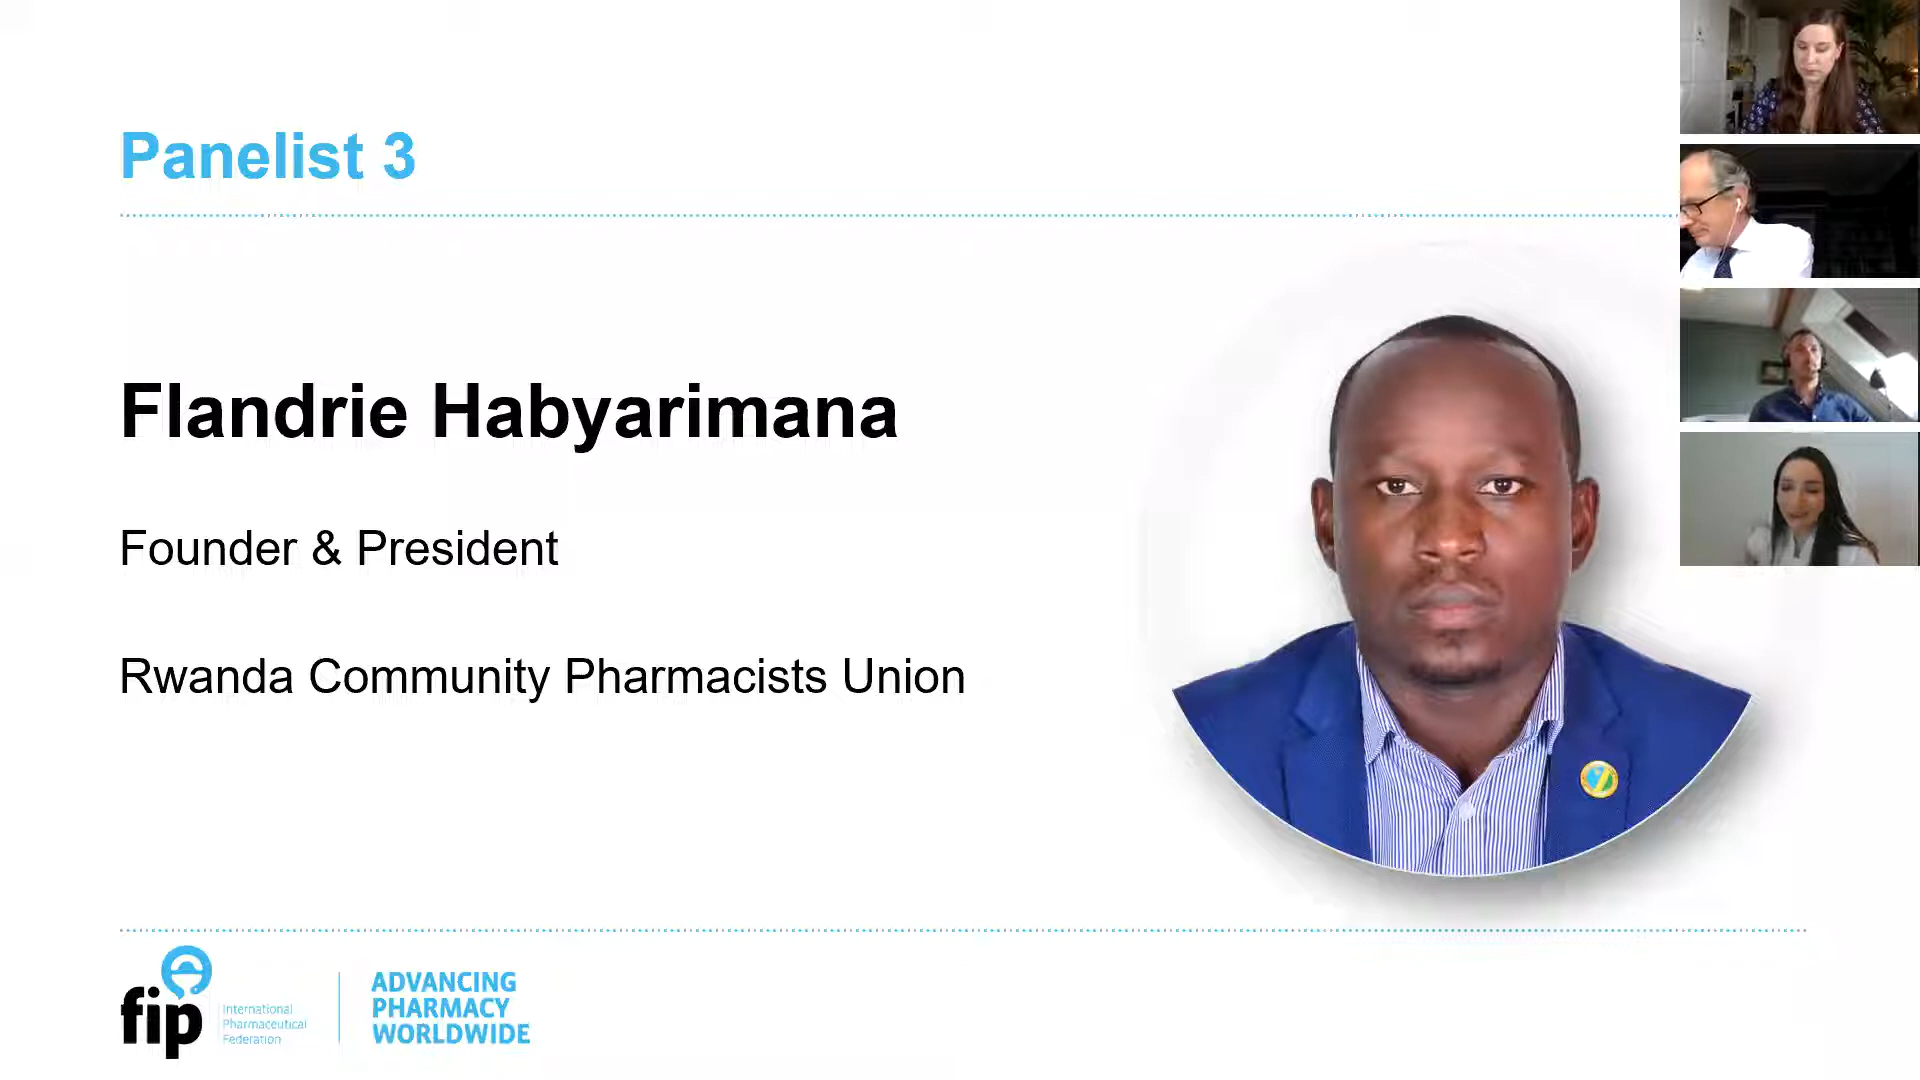 Panelist 3
Flandrie Habyarimana
Founder & President
Rwanda Community Pharmacists Union
fip
International
Pharmaceutical
Federation
ADVANCING
PHARMACY
WORLDWIDE